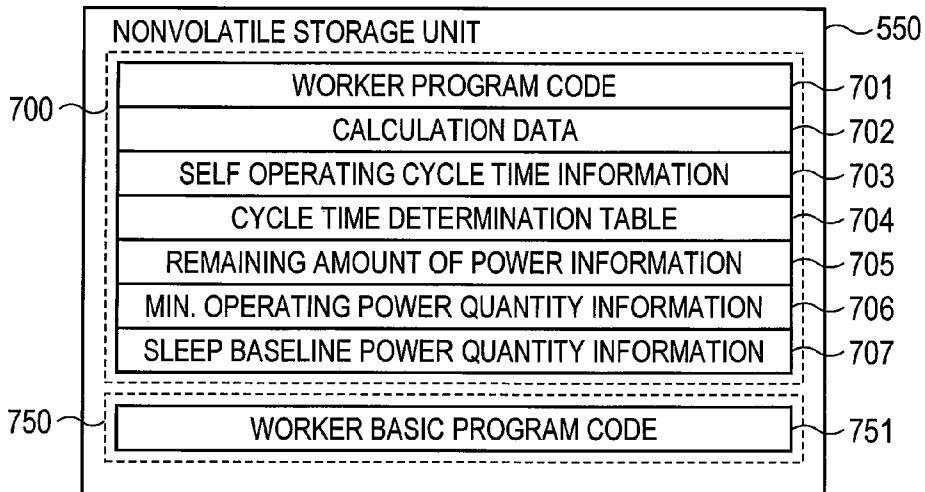 NONVOLATILE STORAGE UNIT 550
700
WORKER PROGRAM CODE 701
CALCULATION DATA 702
SELF OPERATING CYCLE TIME INFORMATION 703
CYCLE TIME DETERMINATION TABLE 704
REMAINING AMOUNT OF POWER INFORMATION 705
MIN. OPERATING POWER QUANTITY INFORMATION 706
SLEEP BASELINE POWER QUANTITY INFORMATION 707
750 WORKER BASIC PROGRAM CODE 751